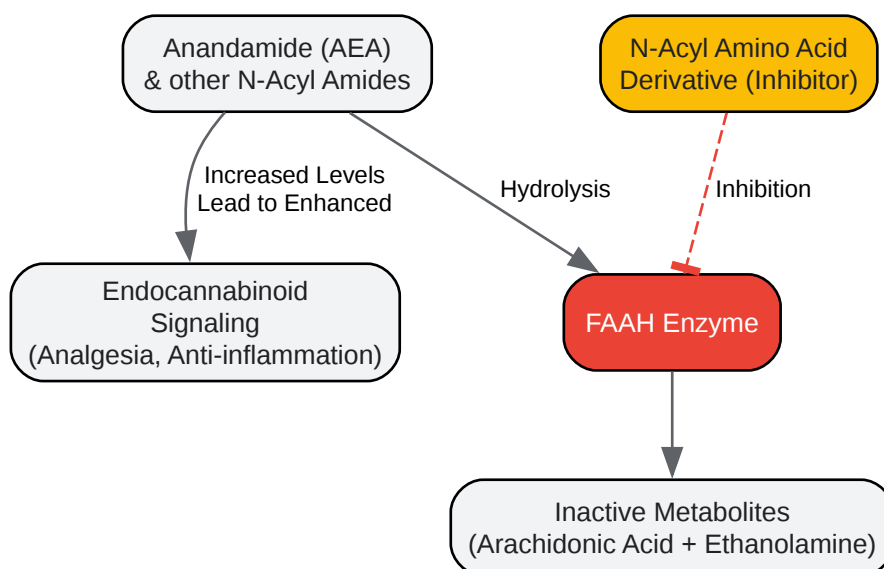 Anandamide (AEA)
& other N-Acyl Amides
N-Acyl Amino Acid
Derivative (Inhibitor)
Increased Levels
Lead to Enhanced
Hydrolysis
Inhibition
Endocannabinoid
Signaling
(Analgesia, Anti-inflammation)
FAAH Enzyme
Inactive Metabolites
(Arachidonic Acid + Ethanolamine)